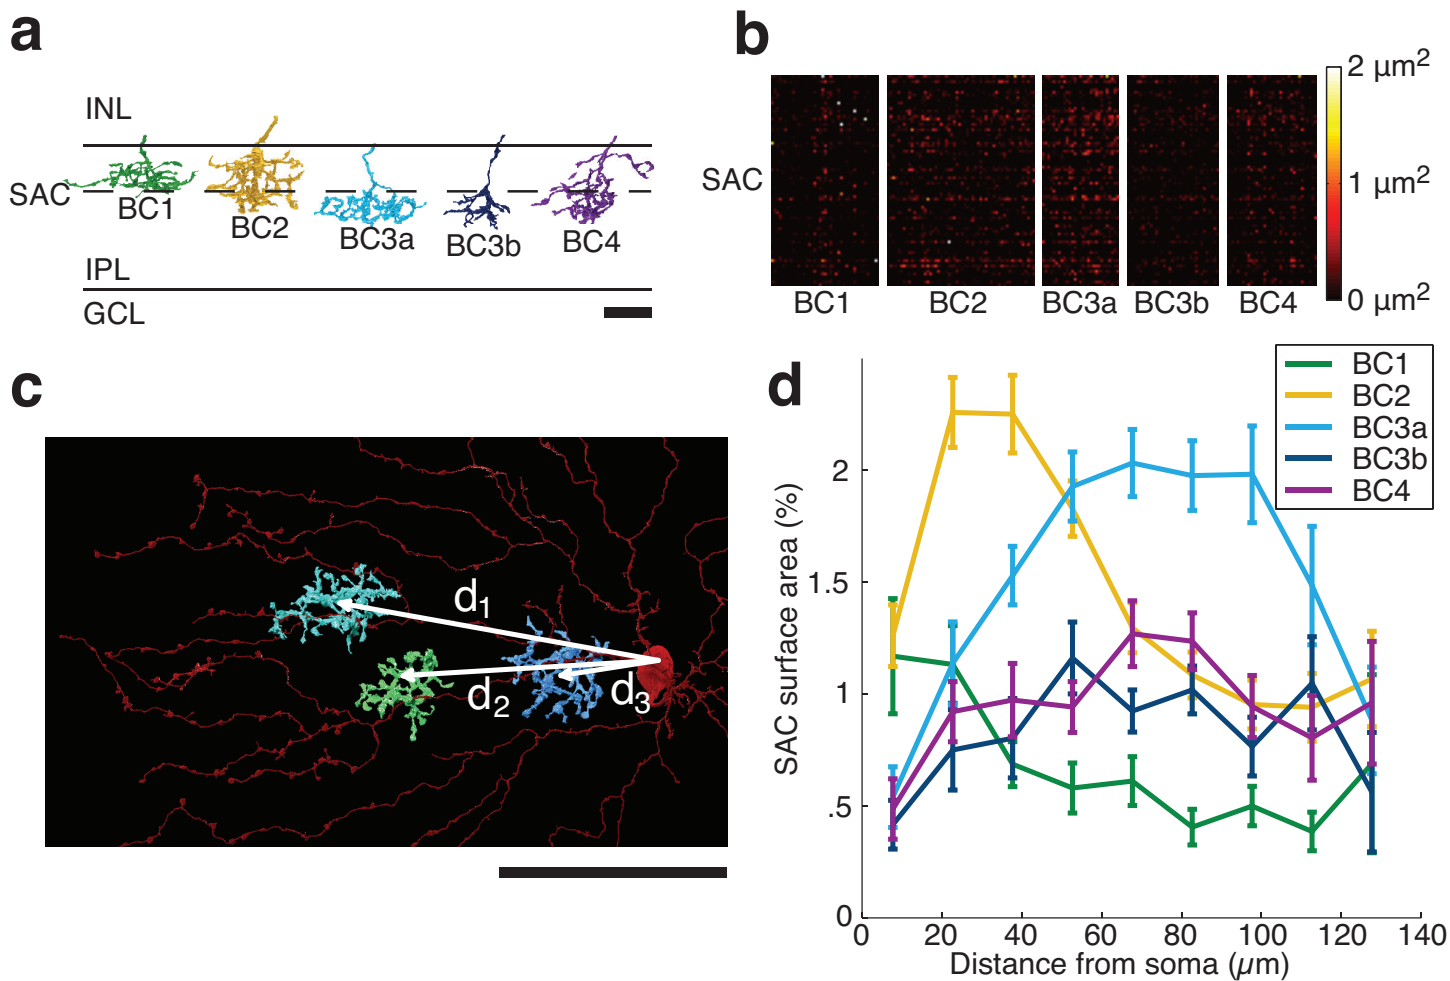 a
INL
SAC
BC1
BC2
BC3a
BC3b
BC4
IPL
GCL
b
SAC
BC1
BC2
BC3a
BC3b
BC4
2 µm²
1 µm²
0 µm²
c
d₁
d₂
d₃
d
BC1
BC2
BC3a
BC3b
BC4
SAC surface area (%)
2
1.5
1
.5
0
0 20 40 60 80 100 120 140
Distance from soma (µm)